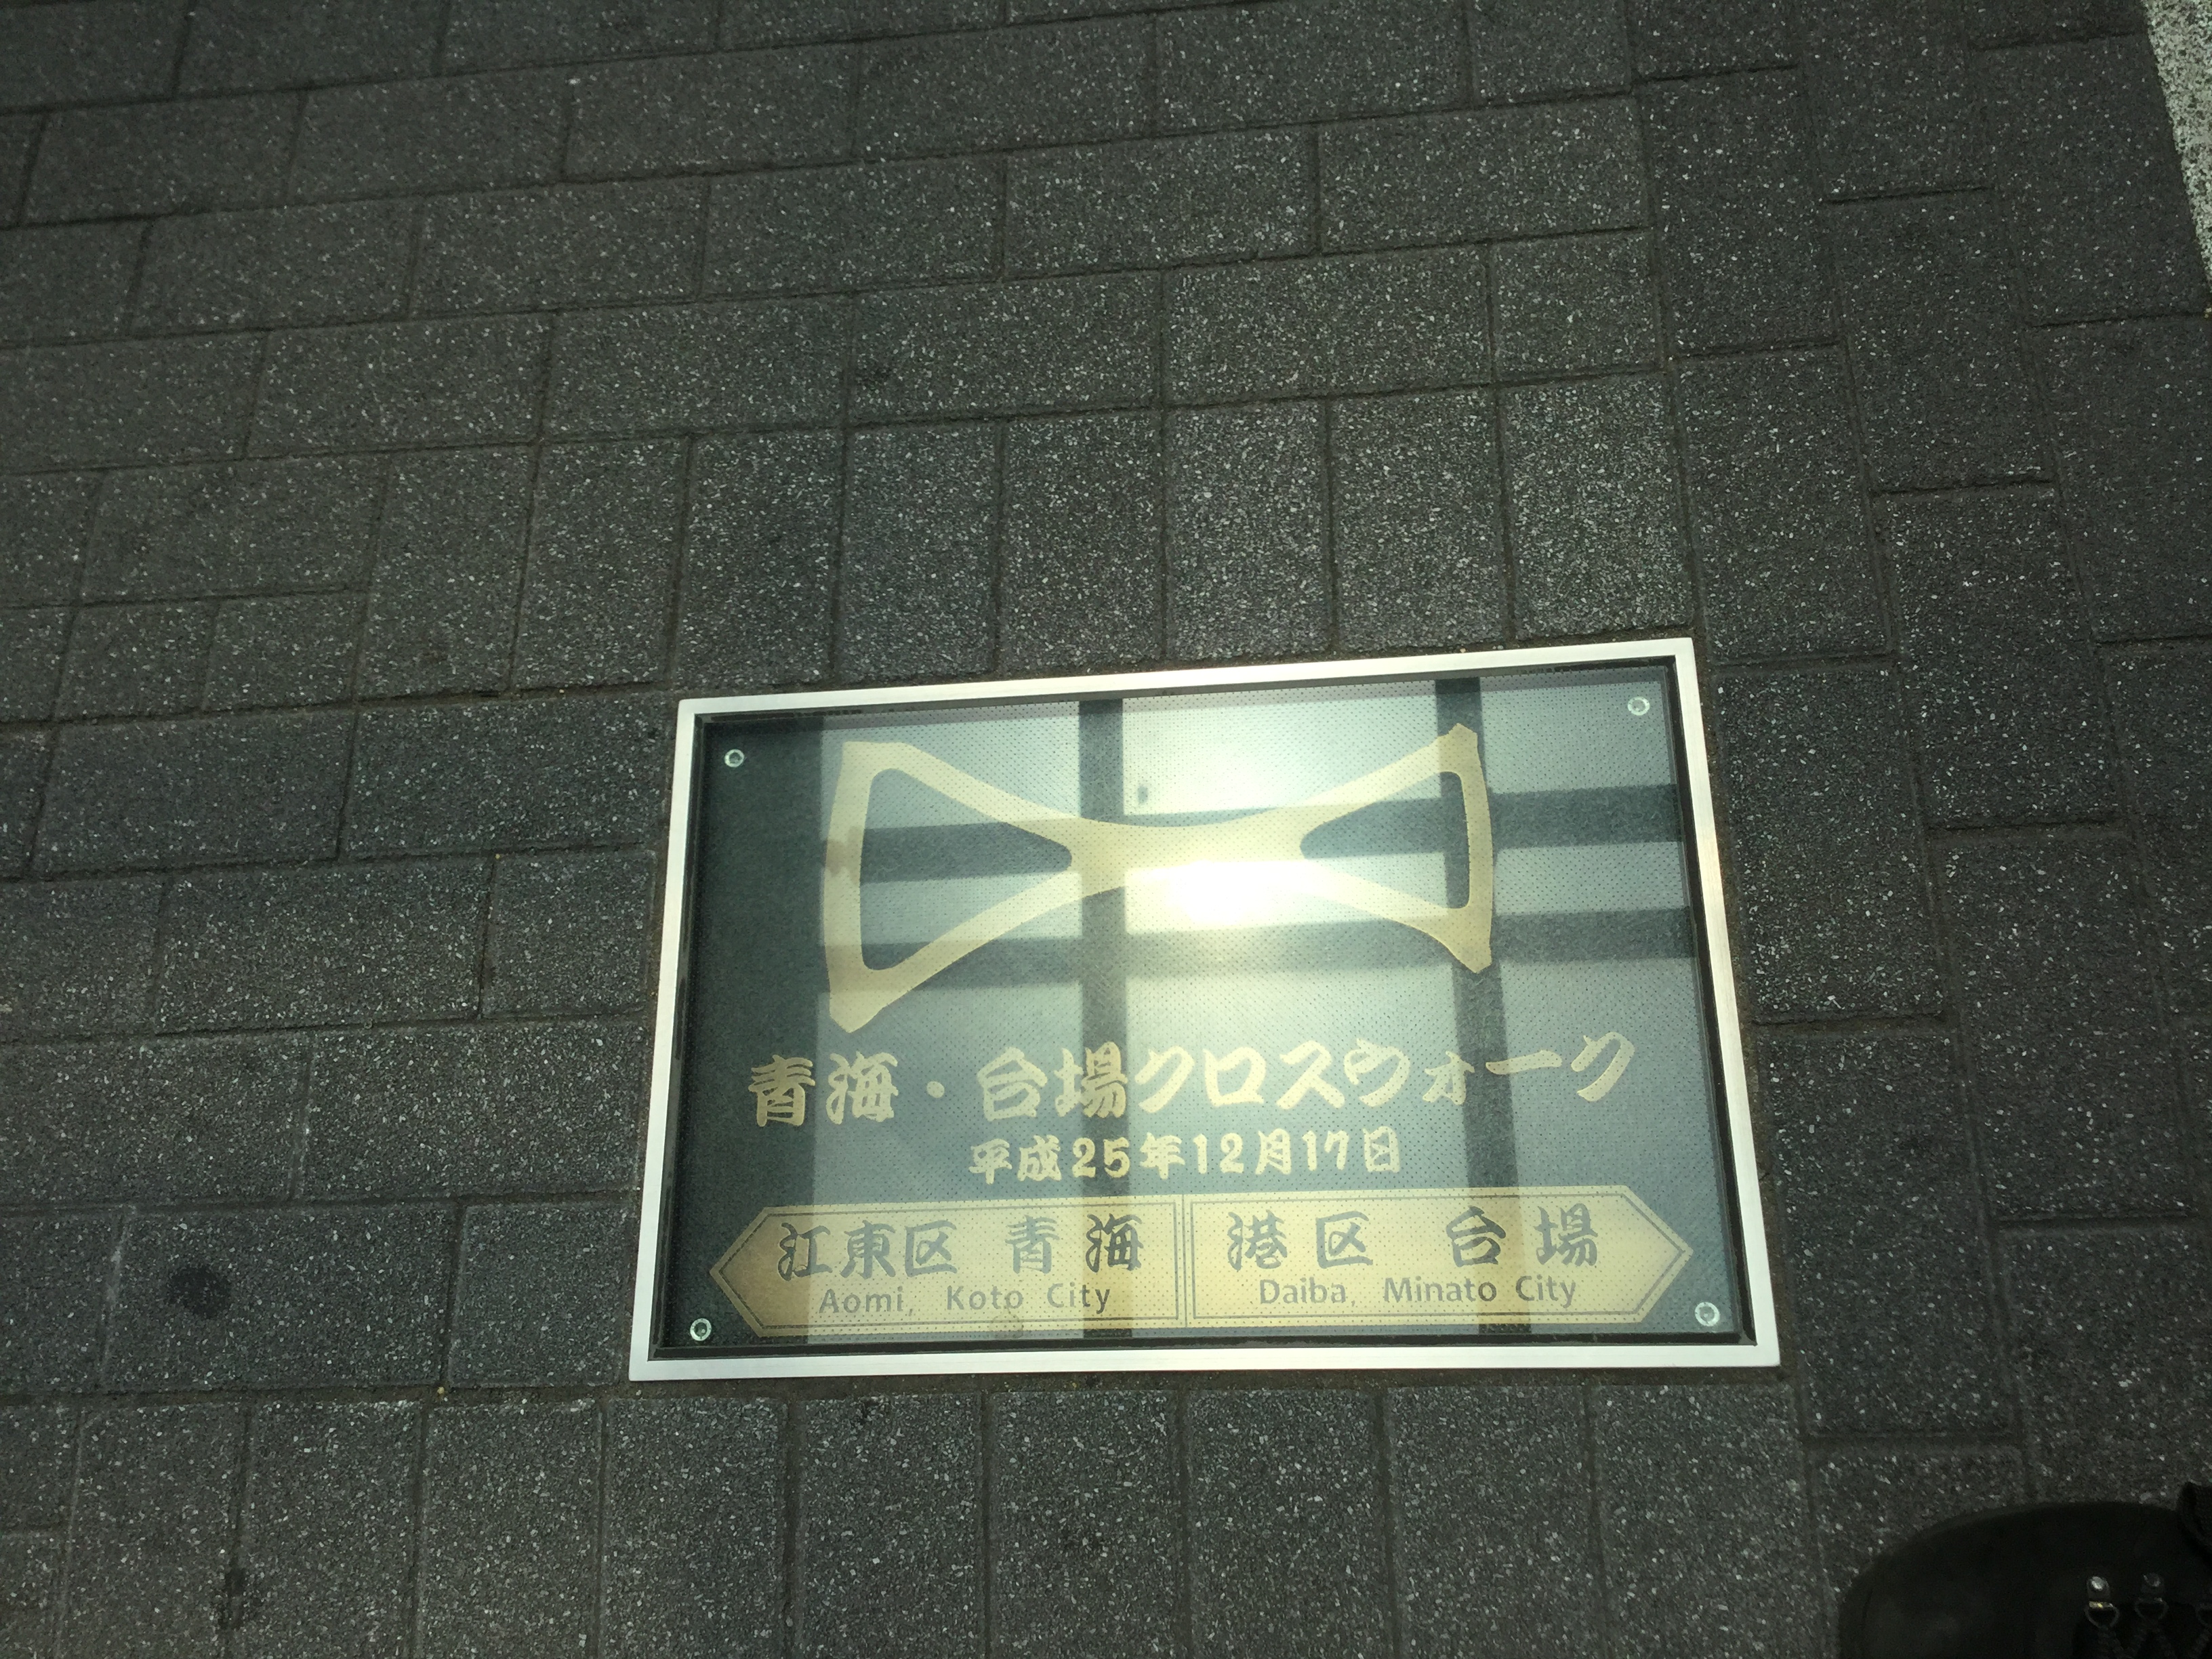 青海・台場クロスウォーク
平成25年12月17日
江東区 青海
Aomi, Koto City
港区 台場
Daiba, Minato City